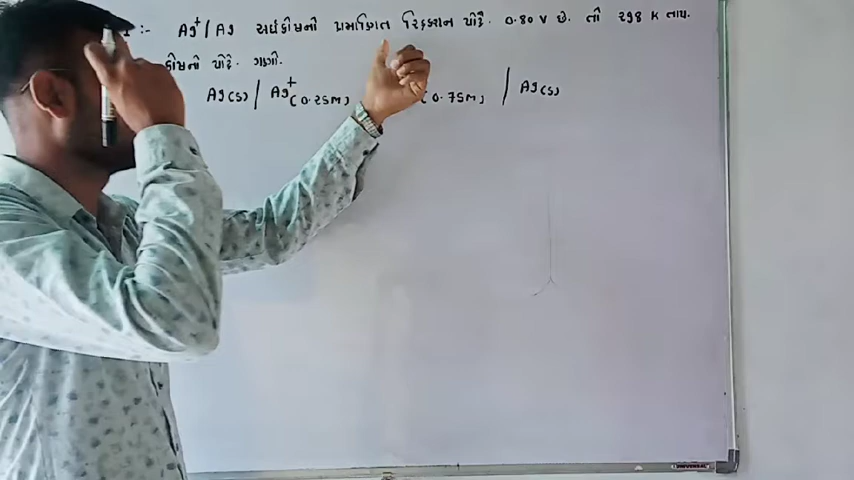 :- Ag⁺ / Ag અર્ધકોષનો પ્રમાણિત રિડક્શન પોટે. 0.80 V છે. તો 298 K તાપ.
કોષનો પોટે. ગણો.
Ag(s) / Ag⁺(0.25M) (0.75M) / Ag(s)